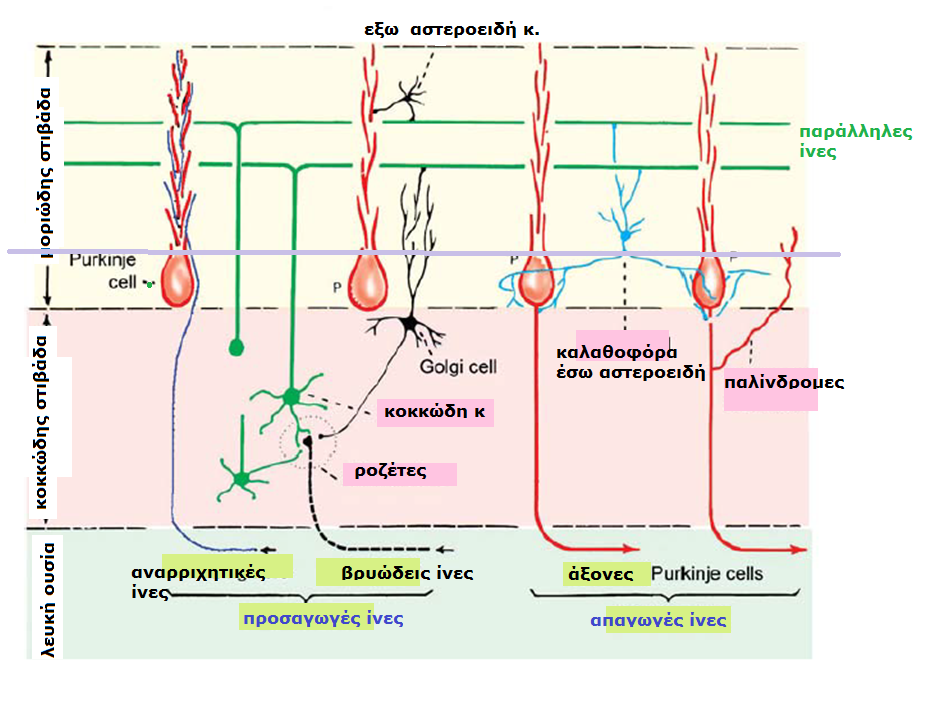 εξω αστεροειδή κ.
μοριώδης στιβάδα
παράλληλες
ίνες
Purkinje
cell
P
P
P
Golgi cell
καλαθοφόρα
έσω αστεροειδή
παλίνδρομες
κοκκώδης στιβάδα
κοκκώδη κ
ροζέτες
λευκή ουσία
αναρριχητικές
ίνες
βρυώδεις ίνες
άξονες Purkinje cells
προσαγωγές ίνες
απαγωγές ίνες